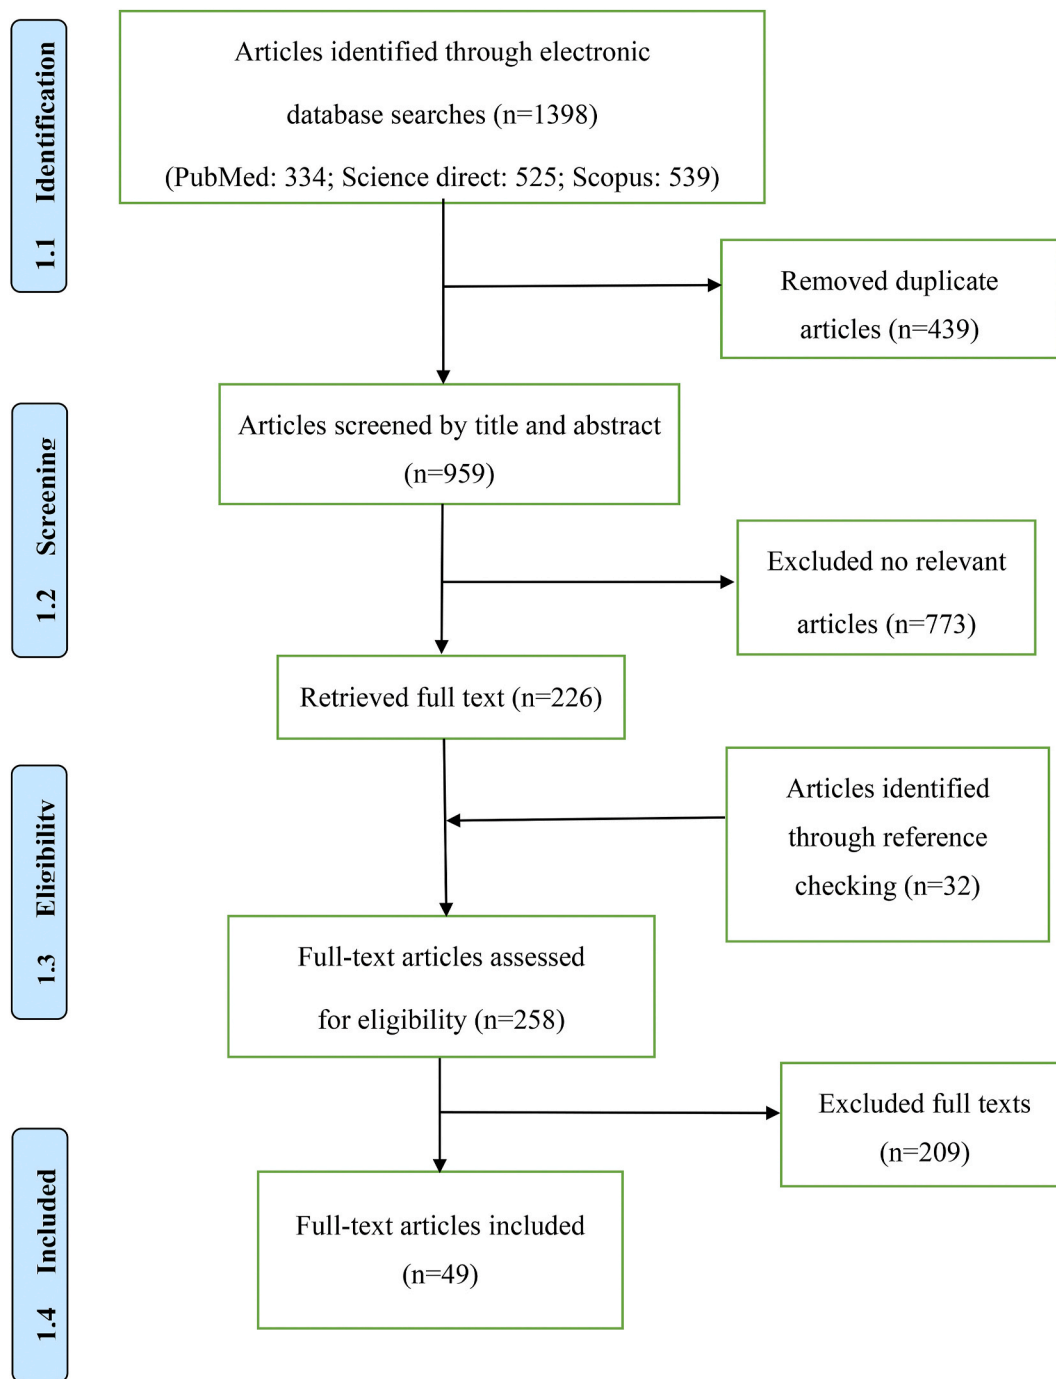 1.1 Identification
Articles identified through electronic
database searches (n=1398)
(PubMed: 334; Science direct: 525; Scopus: 539)
Removed duplicate
articles (n=439)
1.2 Screening
Articles screened by title and abstract
(n=959)
Excluded no relevant
articles (n=773)
Retrieved full text (n=226)
1.3 Eligibility
Articles identified
through reference
checking (n=32)
Full-text articles assessed
for eligibility (n=258)
Excluded full texts
(n=209)
1.4 Included
Full-text articles included
(n=49)